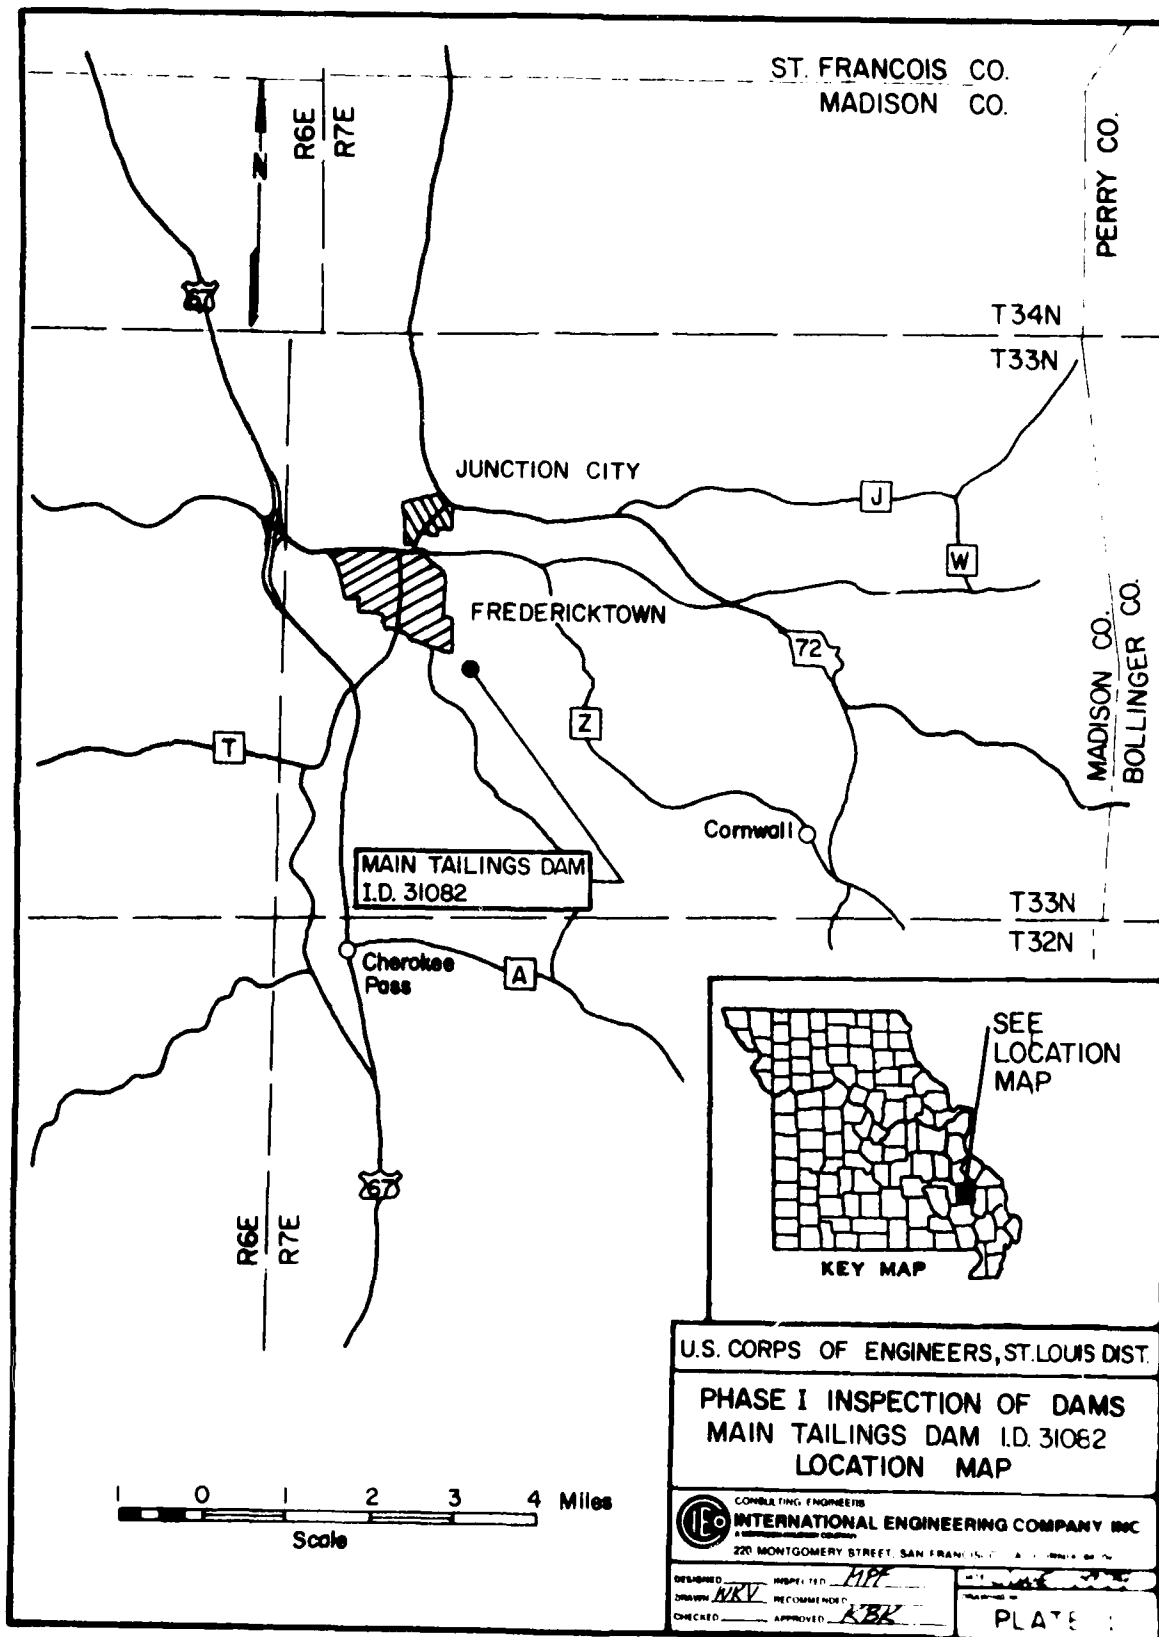 ST. FRANCOIS CO.
MADISON CO.
PERRY CO.
R6E
R7E
N
67
T34N
T33N
JUNCTION CITY
J
W
FREDERICKTOWN
72
MADISON CO.
BOLLINGER CO.
Z
T
Cornwall
MAIN TAILINGS DAM
I.D. 31082
T33N
T32N
Cherokee
Pass
A
SEE
LOCATION
MAP
67
R6E
R7E
KEY MAP
U.S. CORPS OF ENGINEERS, ST. LOUIS DIST.
PHASE I INSPECTION OF DAMS
MAIN TAILINGS DAM I.D. 31082
LOCATION MAP
1 0 1 2 3 4 Miles
Scale
IECO
CONSULTING ENGINEERS
INTERNATIONAL ENGINEERING COMPANY INC
220 MONTGOMERY STREET, SAN
DESIGNED INSPECTED MPF
DRAWN NKV RECOMMENDED
CHECKED APPROVED KBK
PLATE